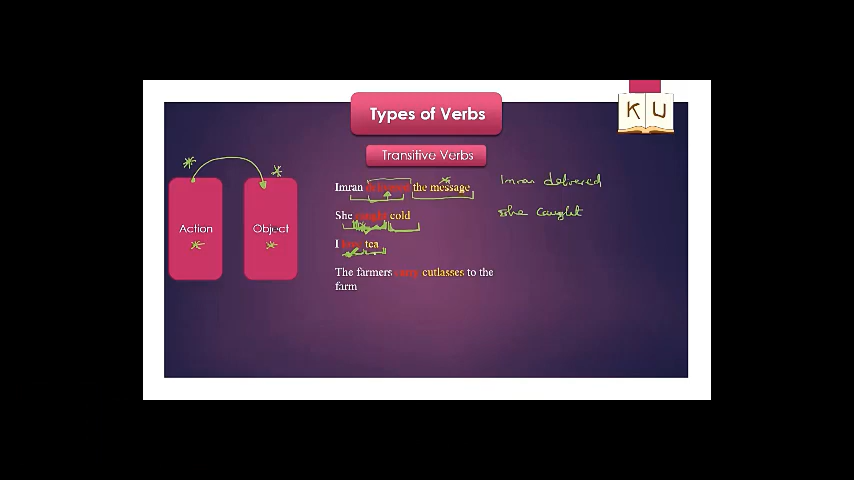 K U
Types of Verbs
Transitive Verbs
Imran delivered the message
Imran delivered
She caught cold
She caught
Action
Object
I love tea
The farmers carry cutlasses to the
farm